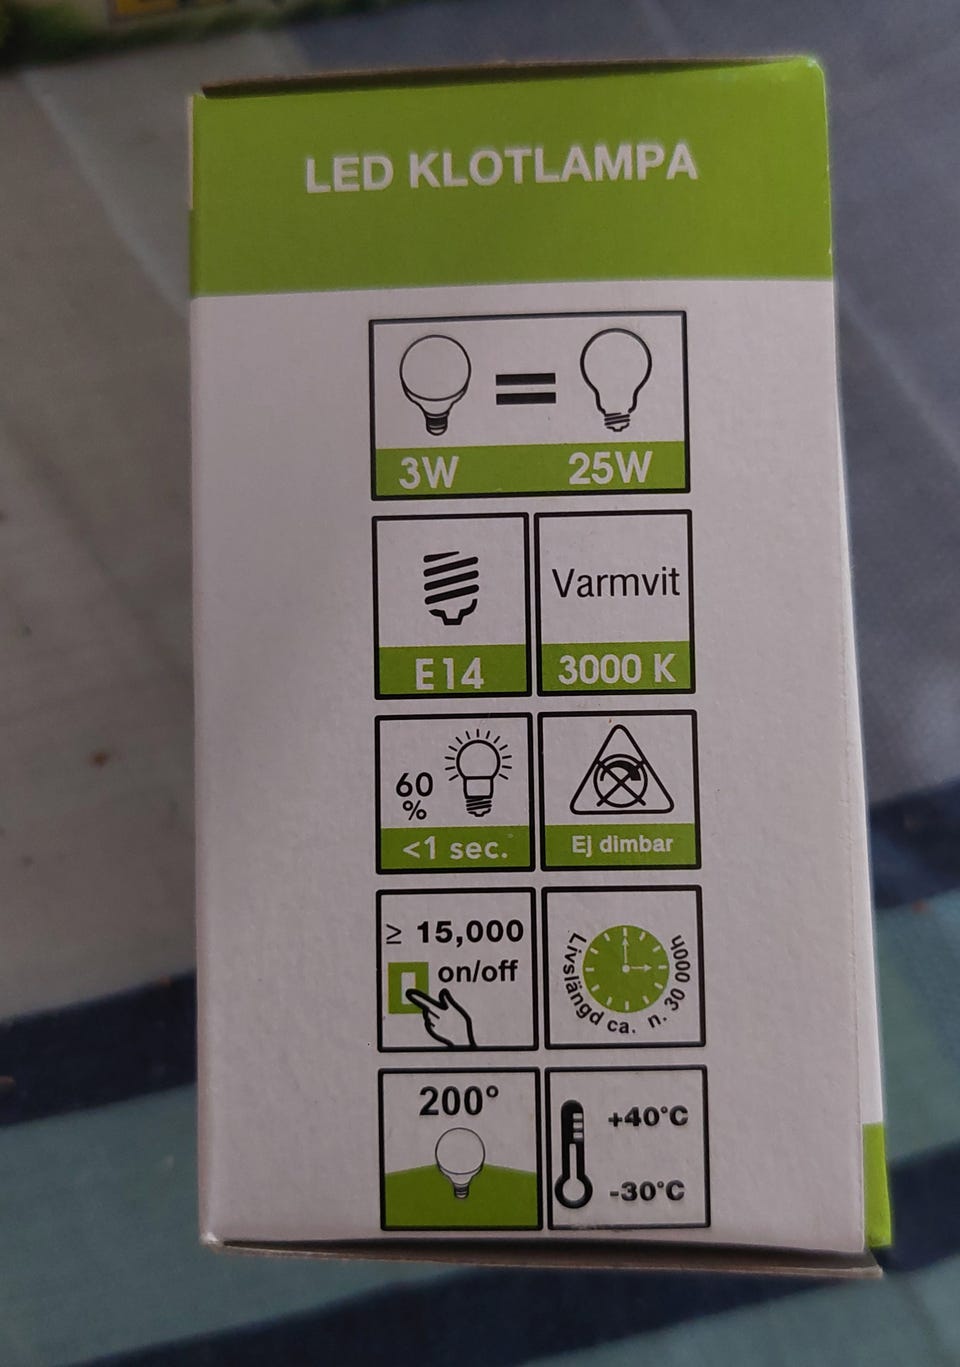 LED KLOTLAMPA
3W 25W
E14
Varmvit
3000 K
60
%
<1 sec.
Ej dimbar
≥ 15,000
on/off
Livslängd ca. n. 30 000h
200°
+40°C
-30°C